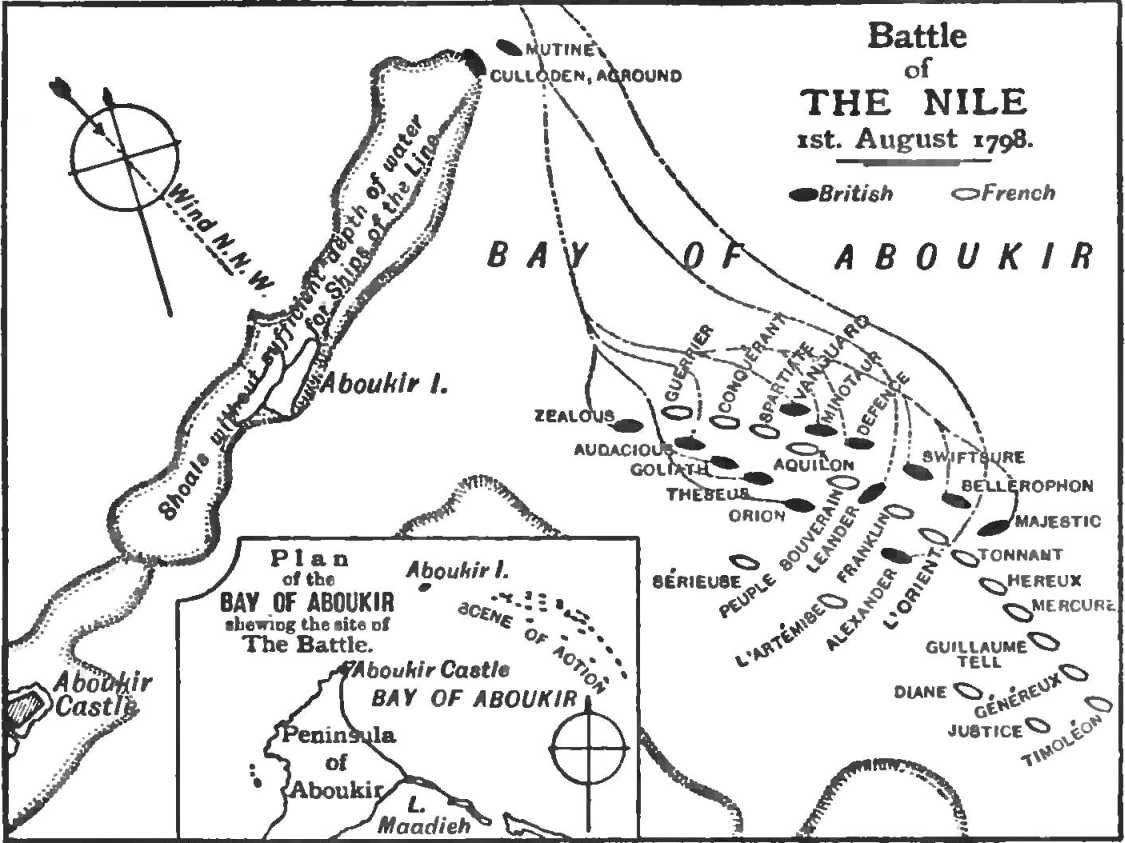 Battle
of
THE NILE
1st. August 1798.
British
French
MUTINE
CULLODEN, AGROUND
Wind N.N.W
Shoals without sufficient depth of water
for Ships of the Line
BAY OF ABOUKIR
Aboukir I.
GUERRIER
CONQUÉRANT
SPARTIATE
VANGUARD
MINOTAUR
DEFENCE
ZEALOUS
AUDACIOUS
GOLIATH
THESEUS
ORION
AQUILON
SWIFTSURE
BELLEROPHON
MAJESTIC
PEUPLE SOUVERAIN
LEANDER
FRANKLIN
L'ORIENT
TONNANT
HEREUX
MERCURE
SÉRIEUSE
L'ARTÉMISE
ALEXANDER
GUILLAUME
TELL
DIANE
GÉNÉREUX
JUSTICE
TIMOLÉON
Aboukir
Castle
Plan
of the
BAY OF ABOUKIR
shewing the site of
The Battle.
Aboukir I.
SCENE OF ACTION
Aboukir Castle
BAY OF ABOUKIR
Peninsula
of
Aboukir
L.
Maadieh